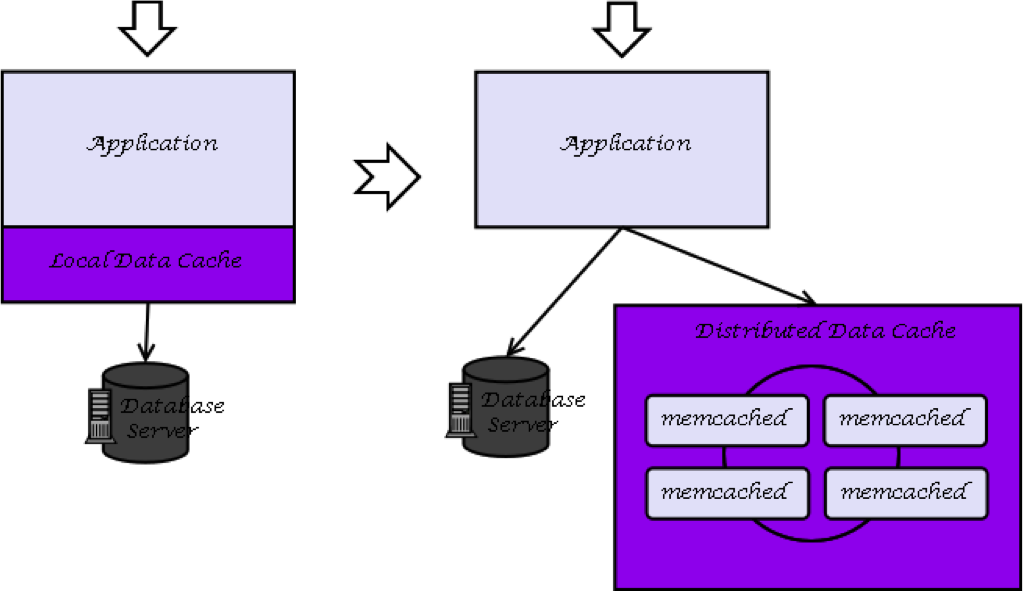 Application
Local Data Cache
Database
Server
Application
Database
Server
Distributed Data Cache
memcached
memcached
memcached
memcached